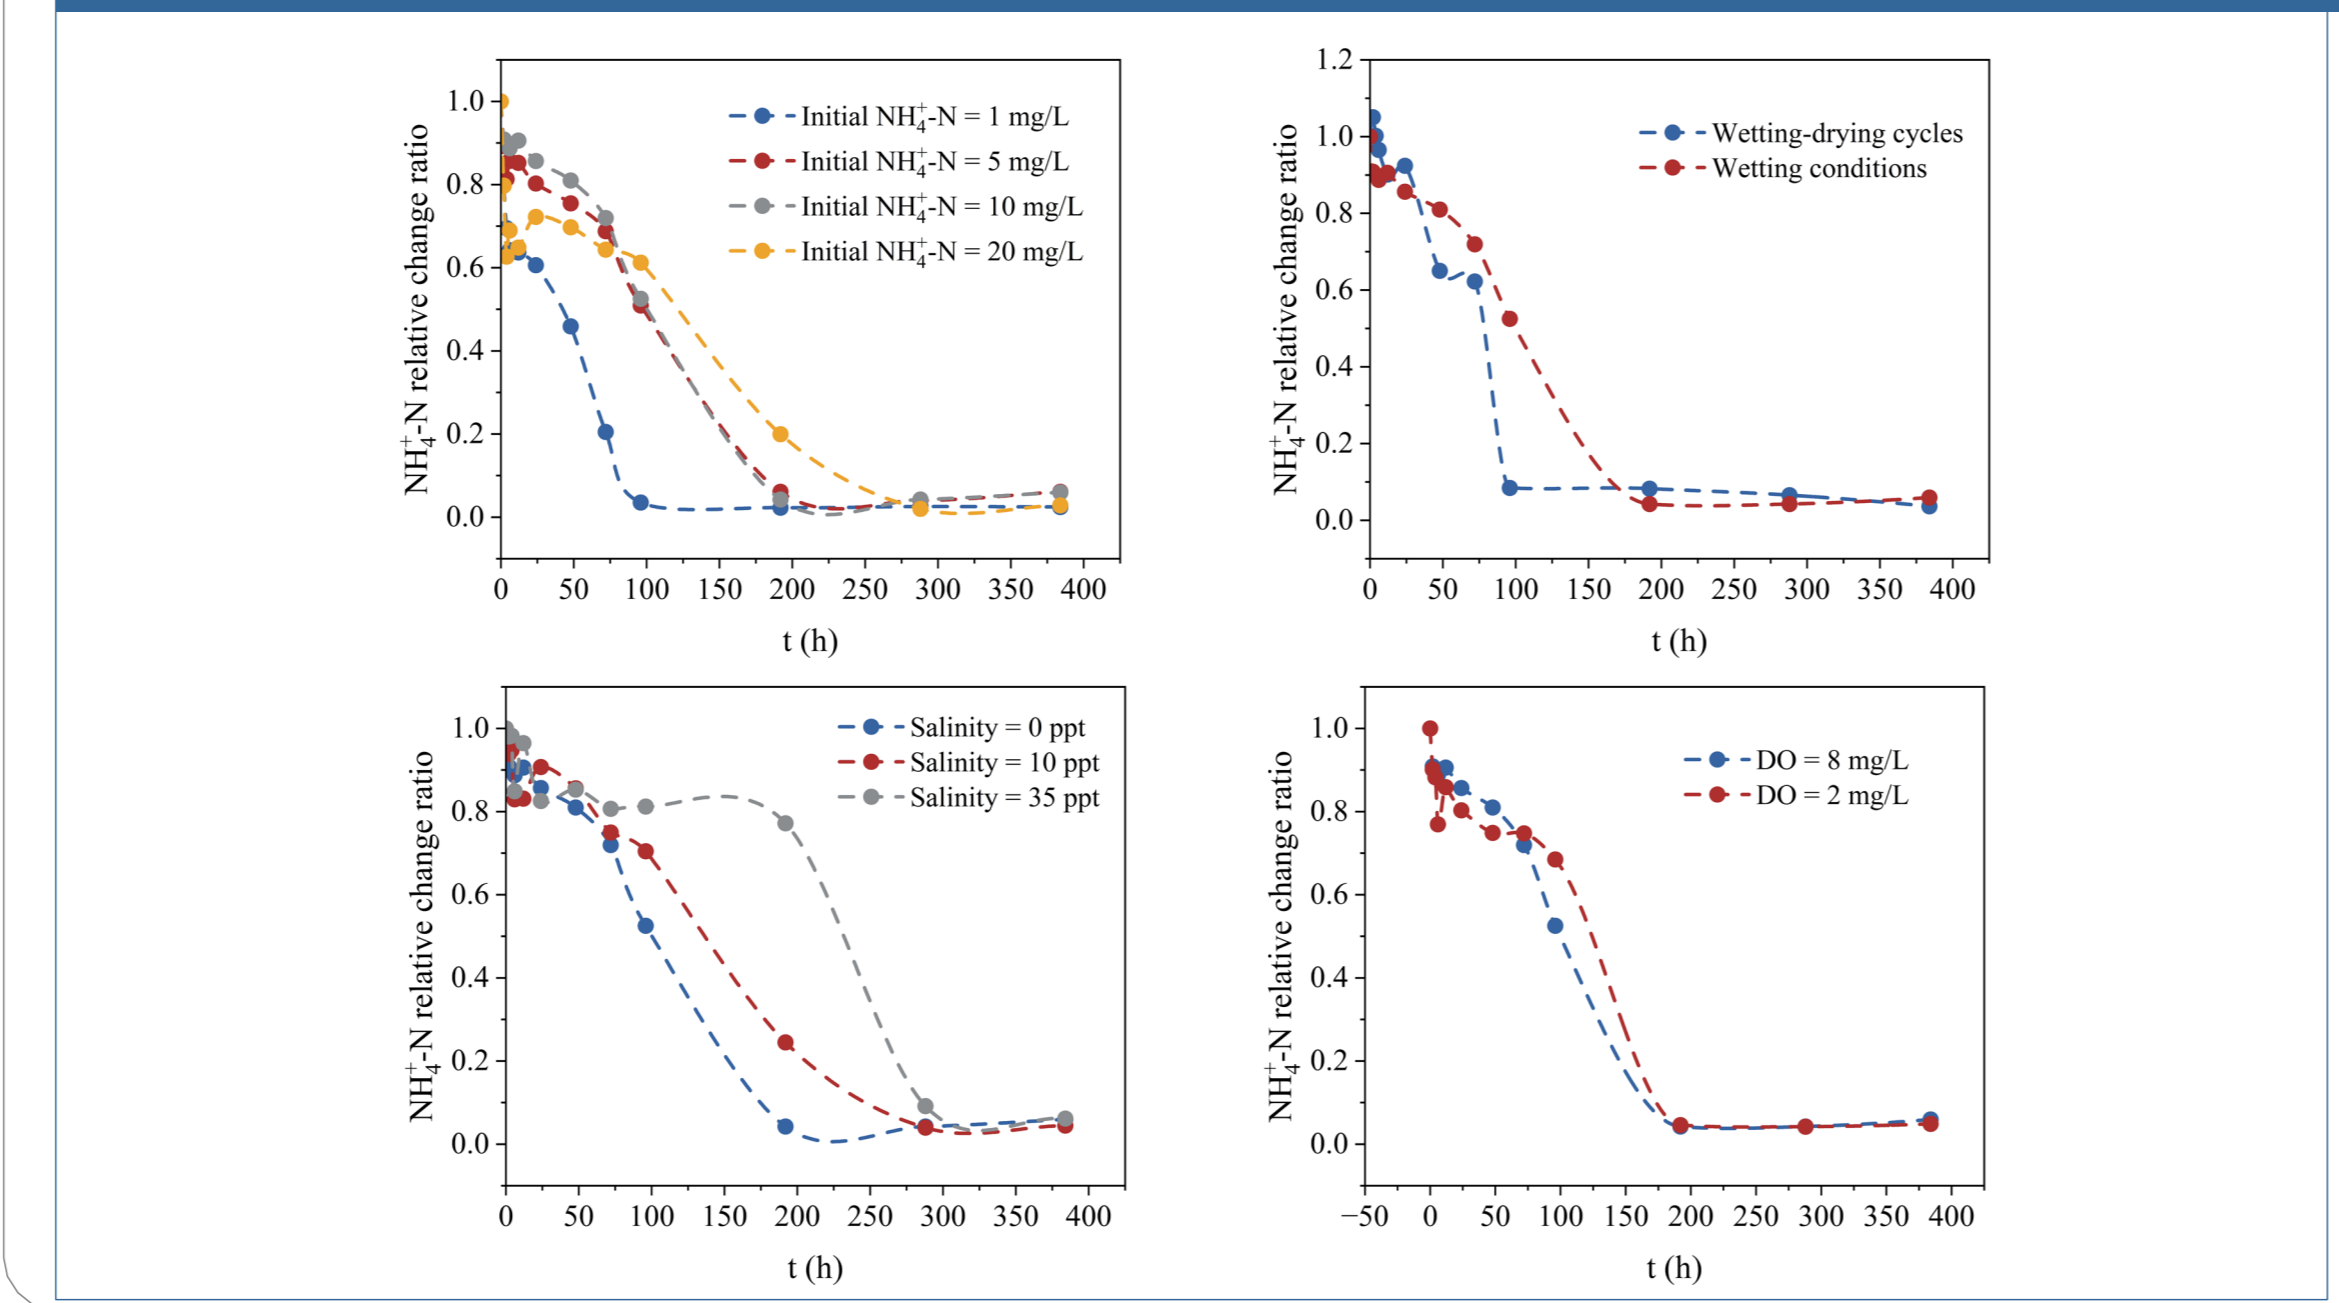 NH₄⁺-N relative change ratio
1.0
0.8
0.6
0.4
0.2
0.0
Initial NH₄⁺-N = 1 mg/L
Initial NH₄⁺-N = 5 mg/L
Initial NH₄⁺-N = 10 mg/L
Initial NH₄⁺-N = 20 mg/L
0 50 100 150 200 250 300 350 400
t (h)
NH₄⁺-N relative change ratio
1.2
1.0
0.8
0.6
0.4
0.2
0.0
Wetting-drying cycles
Wetting conditions
0 50 100 150 200 250 300 350 400
t (h)
NH₄⁺-N relative change ratio
1.0
0.8
0.6
0.4
0.2
0.0
Salinity = 0 ppt
Salinity = 10 ppt
Salinity = 35 ppt
0 50 100 150 200 250 300 350 400
t (h)
NH₄⁺-N relative change ratio
1.0
0.8
0.6
0.4
0.2
0.0
DO = 8 mg/L
DO = 2 mg/L
−50 0 50 100 150 200 250 300 350 400
t (h)